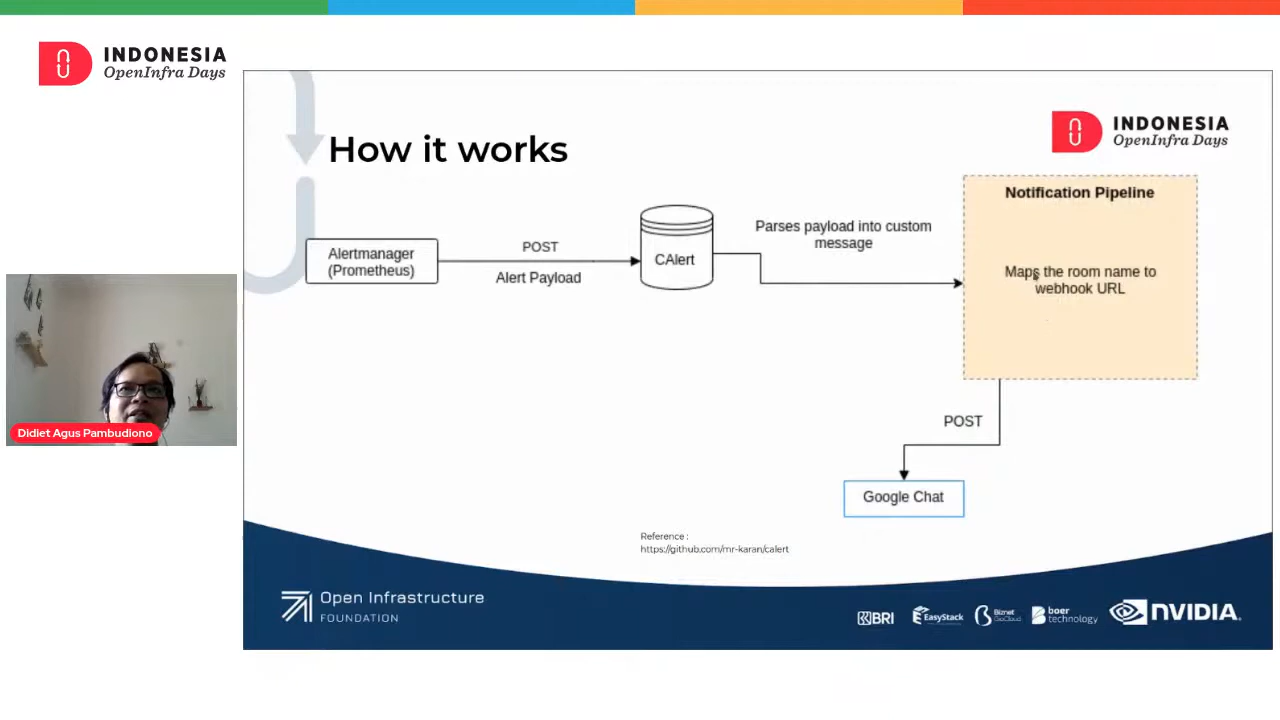 INDONESIA
OpenInfra Days
INDONESIA
OpenInfra Days
How it works
Notification Pipeline
Alertmanager
(Prometheus)
POST
Alert Payload
CAlert
Parses payload into custom
message
Maps the room name to
webhook URL
POST
Google Chat
Didiet Agus Pambudiono
Reference :
https://github.com/mr-karan/calert
Open Infrastructure
FOUNDATION
BRI
EasyStack
Biznet
GioCloud
boer
technology
NVIDIA.